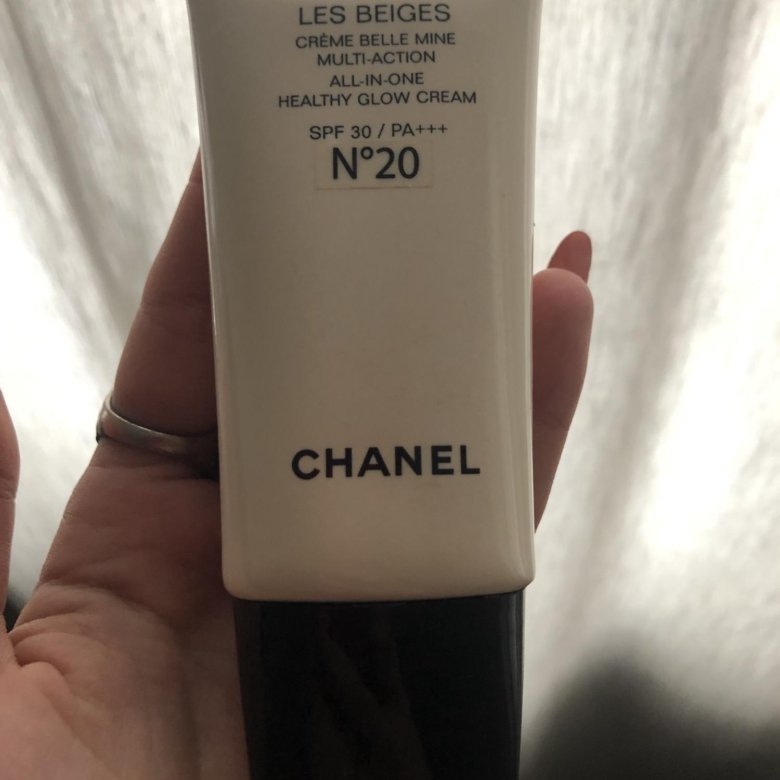 LES BEIGES
CRÈME BELLE MINE
MULTI-ACTION
ALL-IN-ONE
HEALTHY GLOW CREAM
SPF 30 / PA+++
N°20
CHANEL